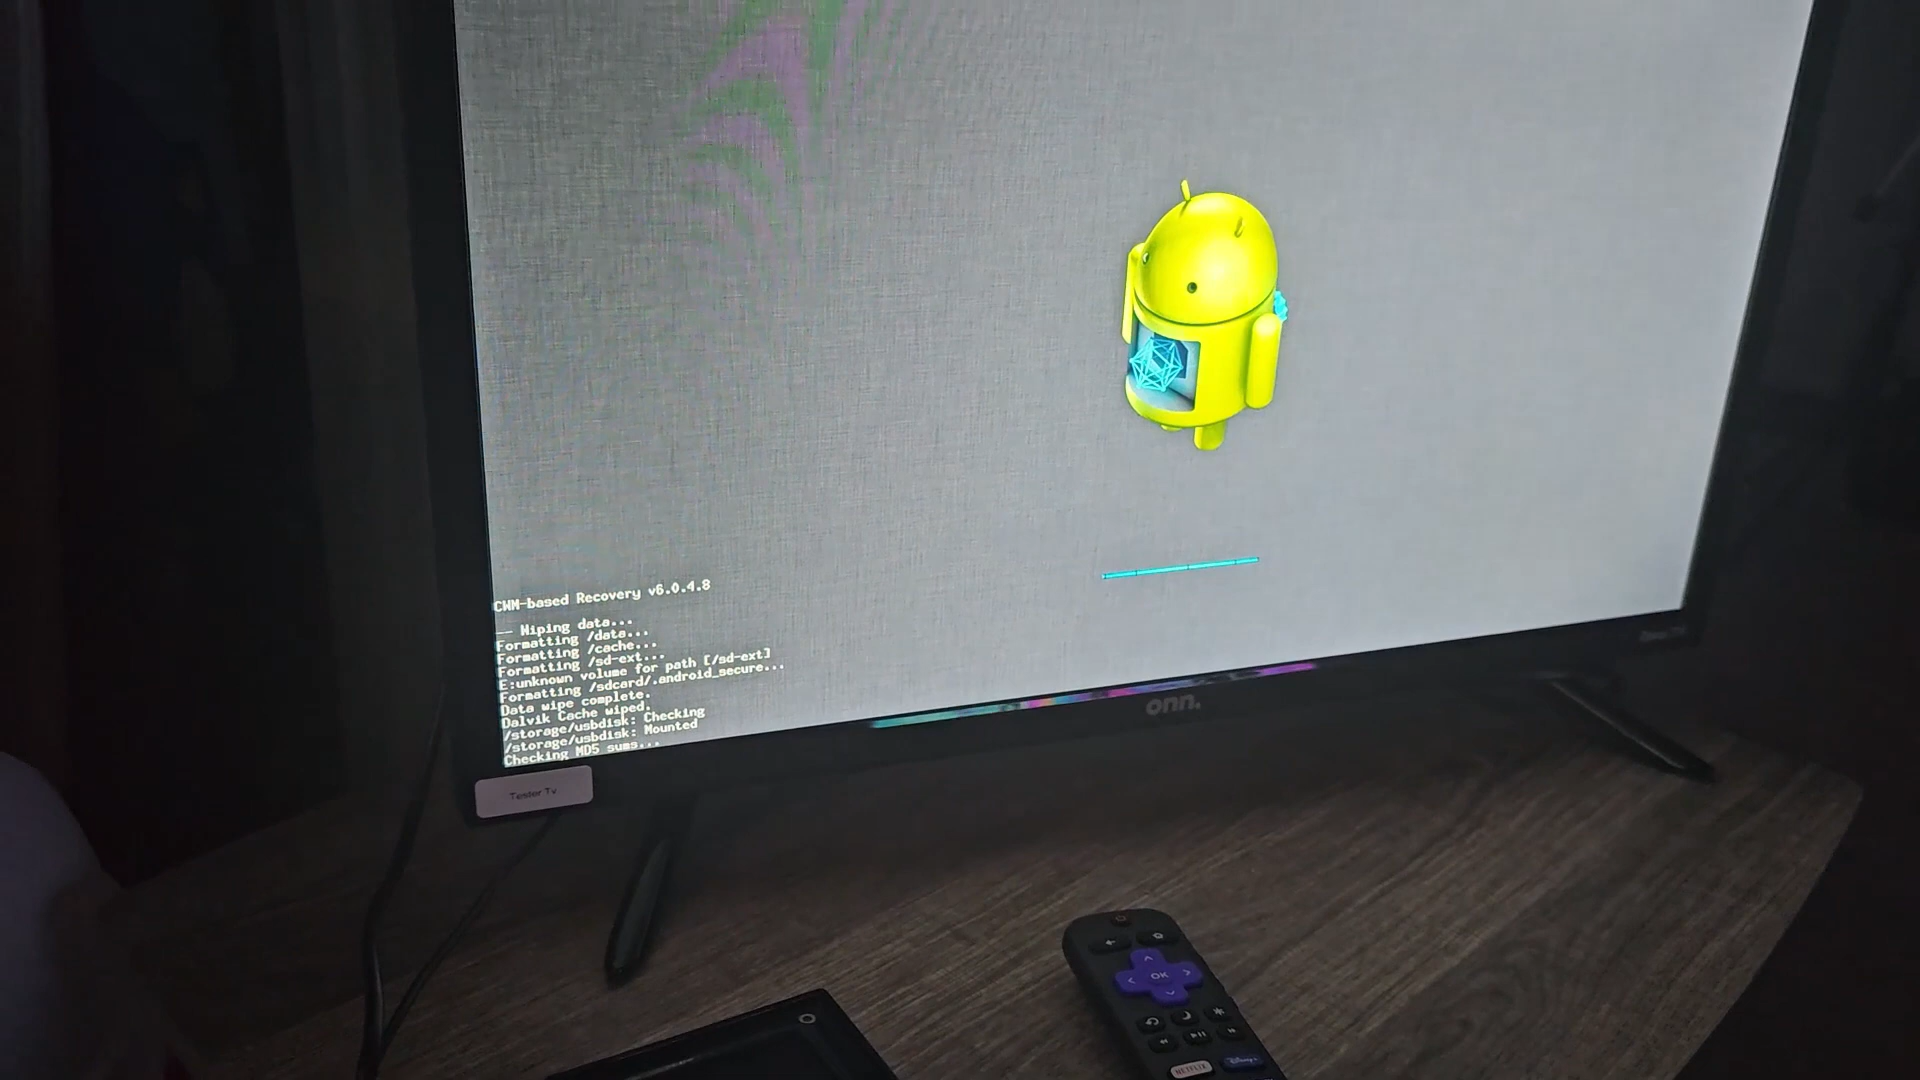 CWM-based Recovery v6.0.4.8
-- Wiping data...
Formatting /data...
Formatting /cache...
Formatting /sd-ext...
E:unknown volume for path [/sd-ext]
Formatting /sdcard/.android_secure...
Data wipe complete.
Dalvik Cache wiped.
/storage/usbdisk: Checking
/storage/usbdisk: Mounted
Checking MD5 sums...
onn.
Tester Tv
OK
NETFLIX
Disney+